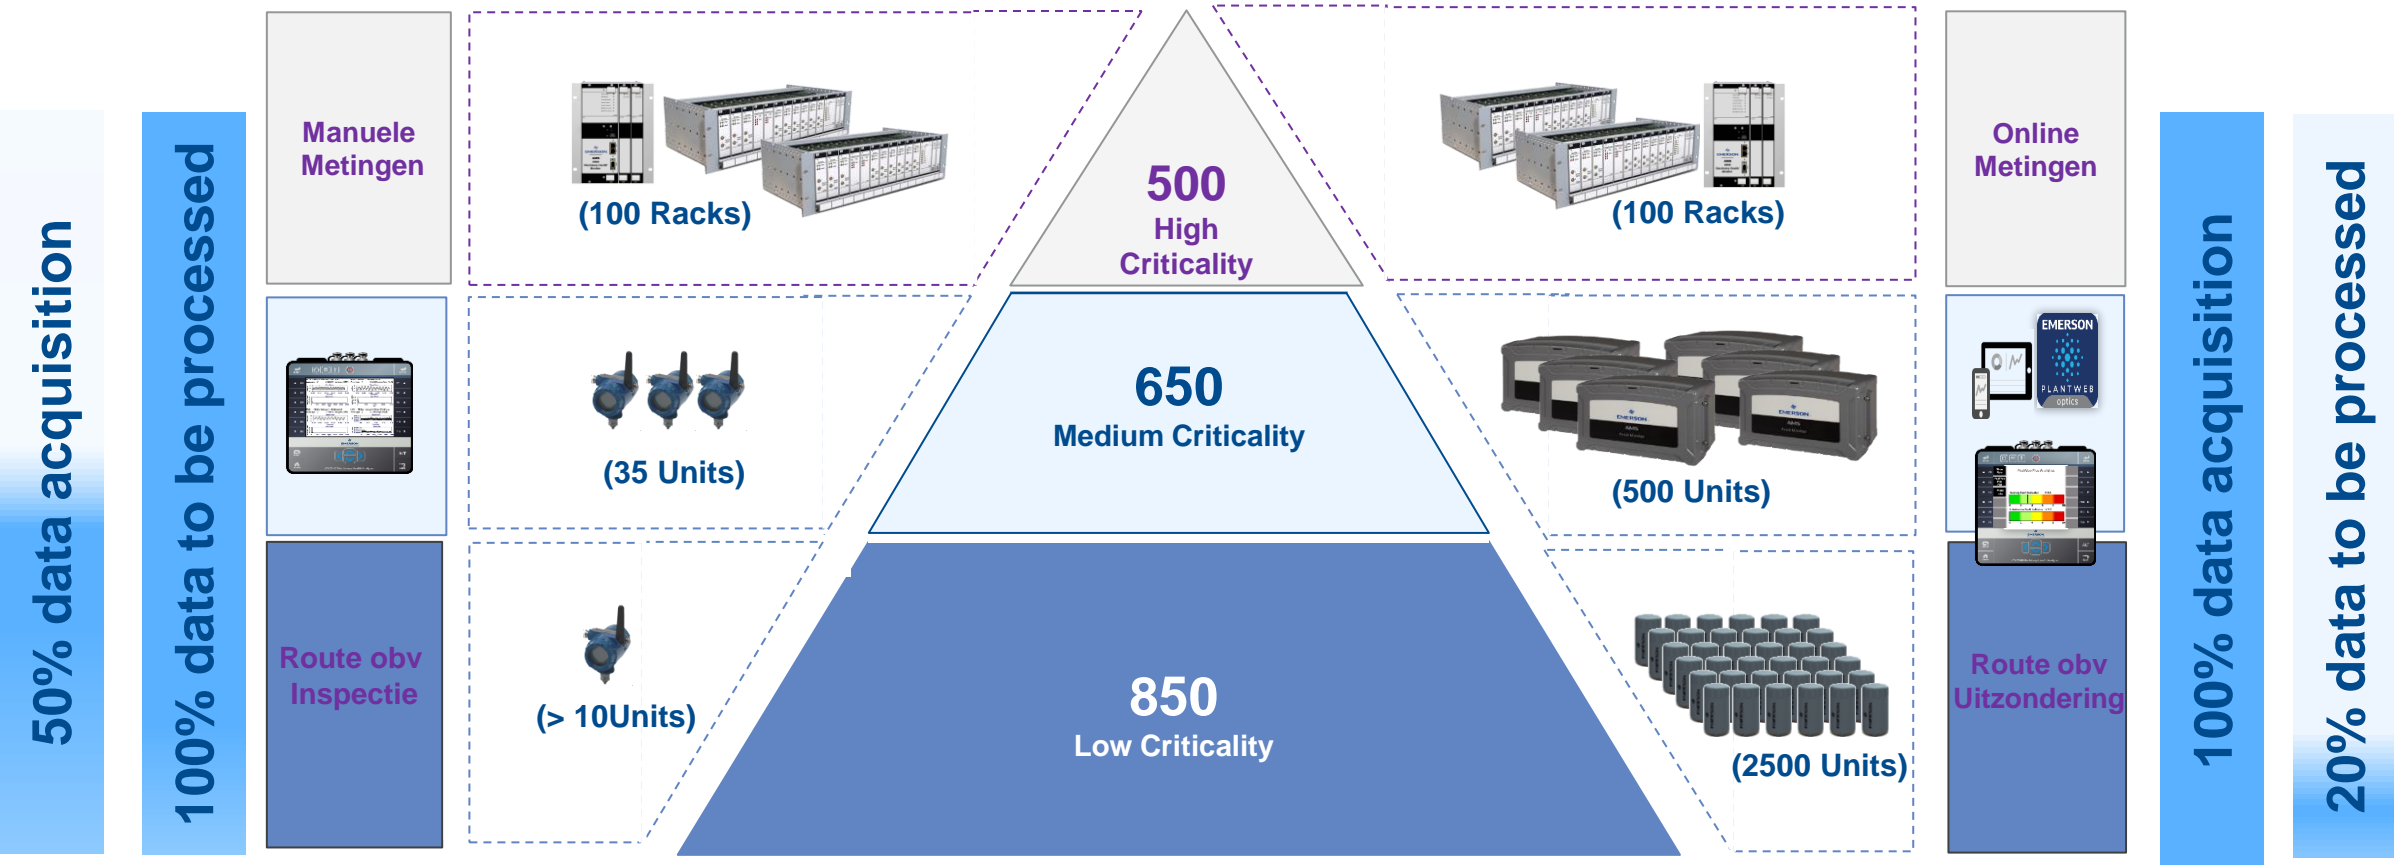 50% data acquisition
100% data to be processed
Manuele
Metingen
(100 Racks)
500
High
Criticality
(100 Racks)
Online
Metingen
(35 Units)
650
Medium Criticality
EMERSON
EMERSON
(500 Units)
EMERSON
PLANTWEB
optics
Route obv
Inspectie
(> 10Units)
850
Low Criticality
(2500 Units)
Route obv
Uitzondering
100% data acquisition
20% data to be processed